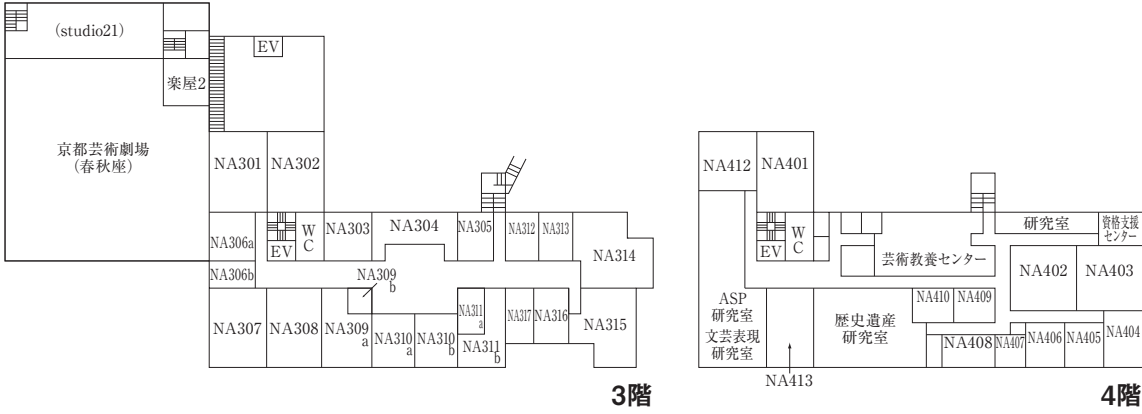 (studio21)
EV
楽屋2
京都芸術劇場
(春秋座)
NA301
NA302
NA306a
EV
WC
NA303
NA304
NA305
NA312
NA313
NA314
NA306b
NA309
b
NA307
NA308
NA309
a
NA310
a
NA310
b
NA311
a
NA311
b
NA317
NA316
NA315
3階
NA412
NA401
EV
WC
研究室
資格支援
センター
芸術教養センター
NA402
NA403
ASP
研究室
文芸表現
研究室
NA413
歴史遺産
研究室
NA410
NA409
NA408
NA407
NA406
NA405
NA404
4階